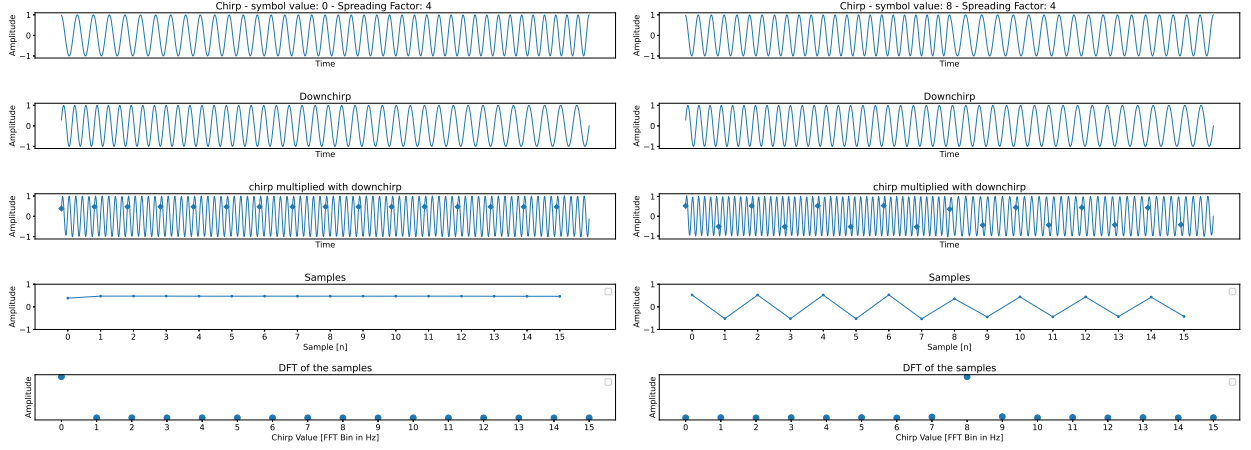 Chirp - symbol value: 0 - Spreading Factor: 4
Amplitude
1
0
−1
Time
Downchirp
Amplitude
1
0
−1
Time
chirp multiplied with downchirp
Amplitude
1
0
−1
Time
Samples
Amplitude
1
0
−1
0 1 2 3 4 5 6 7 8 9 10 11 12 13 14 15
Sample [n]
DFT of the samples
Amplitude
0 1 2 3 4 5 6 7 8 9 10 11 12 13 14 15
Chirp Value [FFT Bin in Hz]
Chirp - symbol value: 8 - Spreading Factor: 4
Amplitude
1
0
−1
Time
Downchirp
Amplitude
1
0
−1
Time
chirp multiplied with downchirp
Amplitude
1
0
−1
Time
Samples
Amplitude
1
0
−1
0 1 2 3 4 5 6 7 8 9 10 11 12 13 14 15
Sample [n]
DFT of the samples
Amplitude
0 1 2 3 4 5 6 7 8 9 10 11 12 13 14 15
Chirp Value [FFT Bin in Hz]